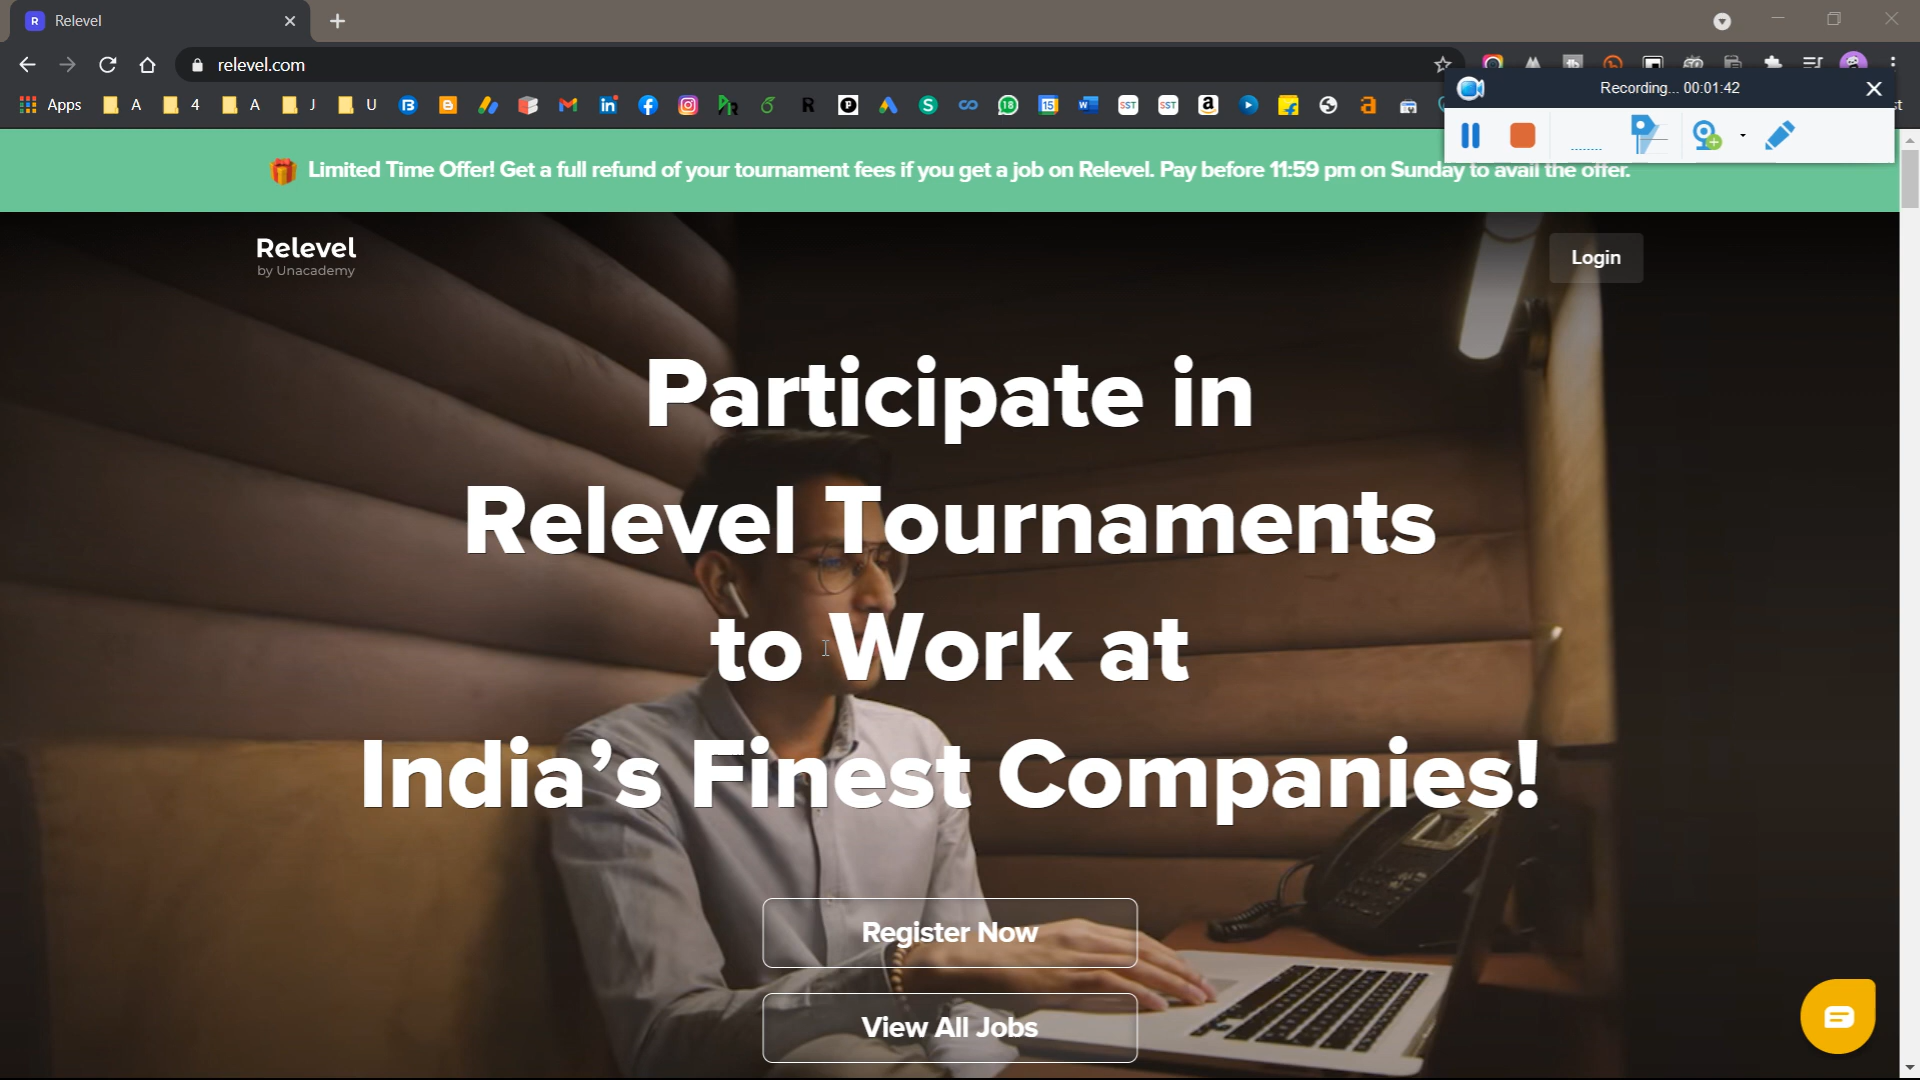 Relevel
relevel.com
Apps A 4 A J U
Recording... 00:01:42
Limited Time Offer! Get a full refund of your tournament fees if you get a job on Relevel. Pay before 11:59 pm on Sunday to avail the offer.
Relevel
by Unacademy
Login
Participate in
Relevel Tournaments
to Work at
India’s Finest Companies!
Register Now
View All Jobs